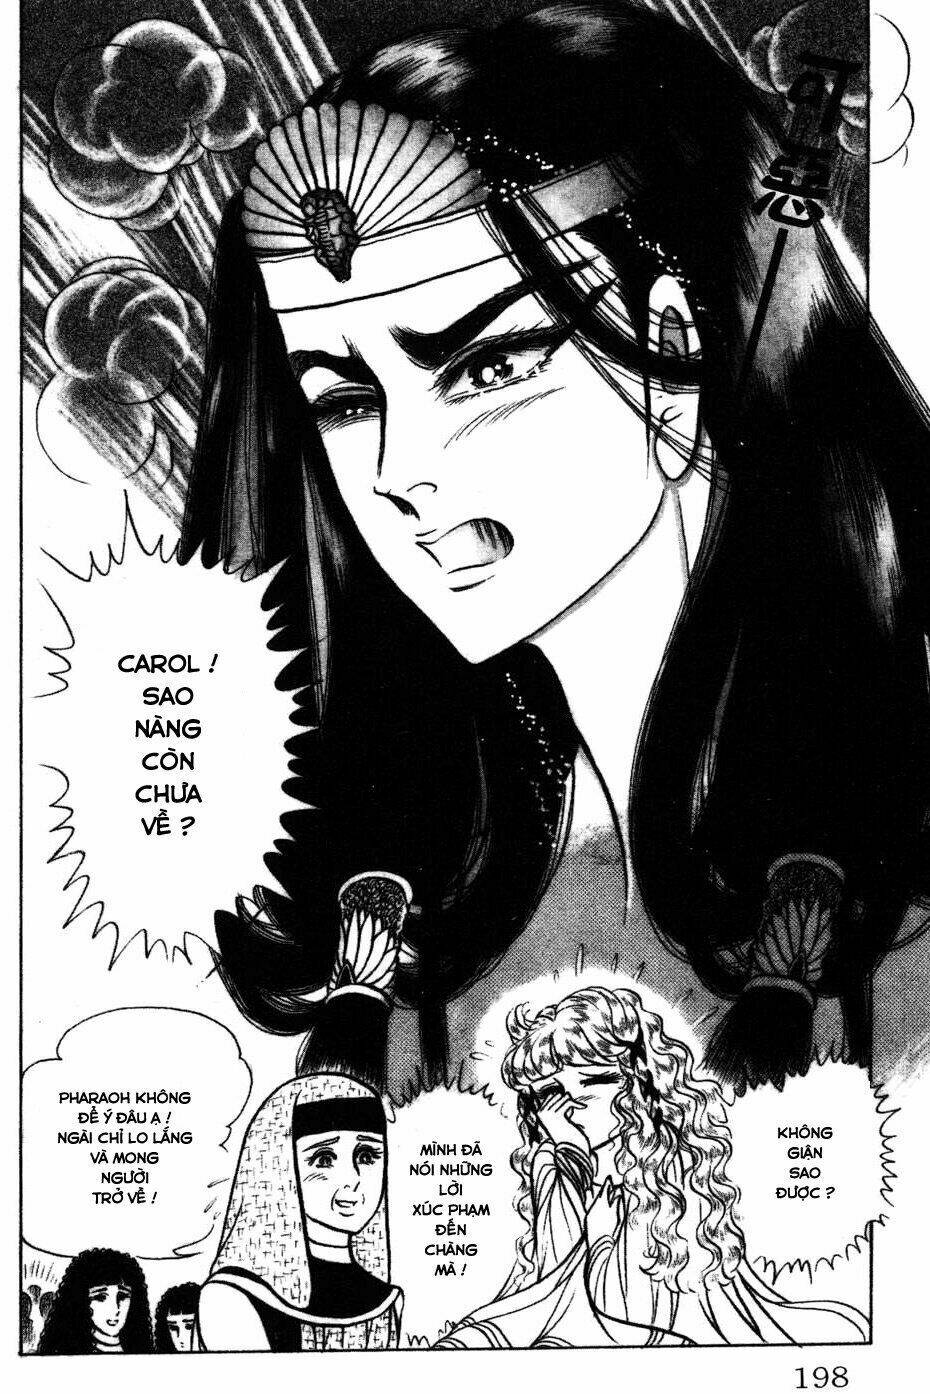 可惡
CAROL !
SAO
NÀNG
CÒN
CHƯA
VỀ ?
KHÔNG
GIẬN
SAO
ĐƯỢC ?
MÌNH ĐÃ
NÓI NHỮNG
LỜI
XÚC PHẠM
ĐẾN
CHÀNG
MÀ !
PHARAOH KHÔNG
ĐỂ Ý ĐÂU Ạ !
NGÀI CHỈ LO LẮNG
VÀ MONG
NGƯỜI
TRỞ VỀ !
198